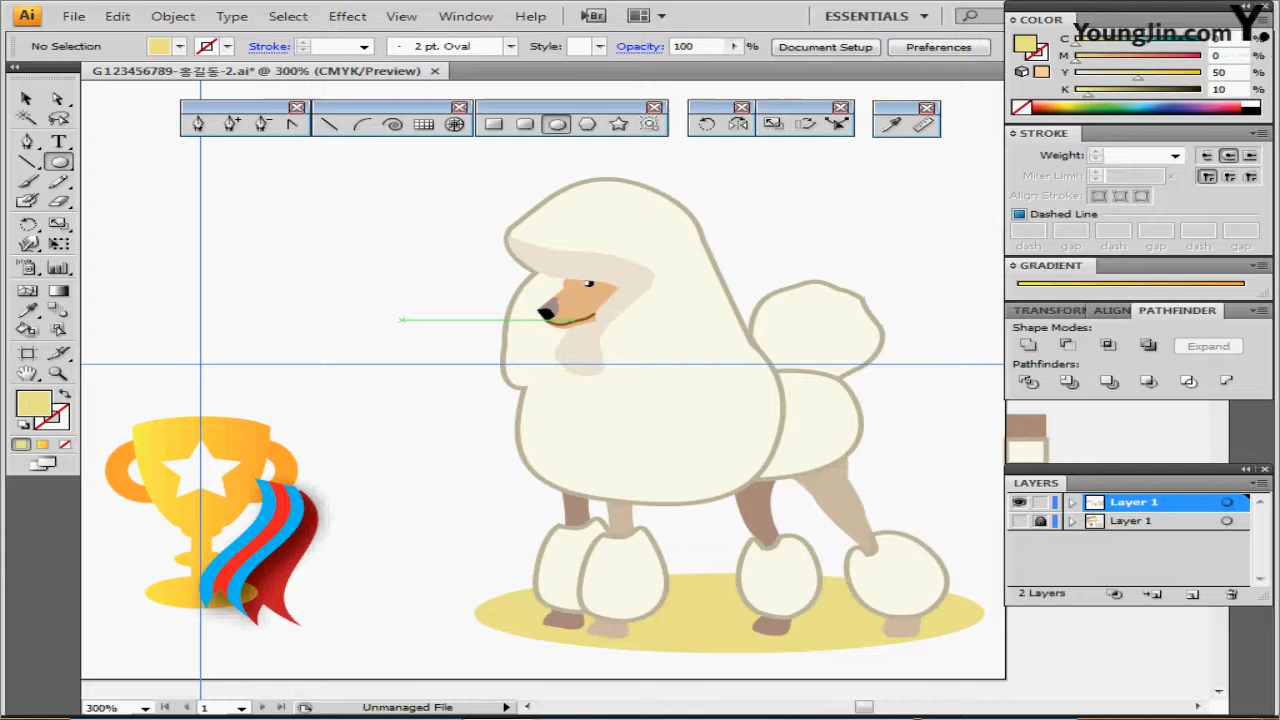 Ai File Edit Object Type Select Effect View Window Help Br ESSENTIALS
No Selection Stroke: 2 pt. Oval Style: Opacity: 100 % Document Setup Preferences
G123456789-홍길동-2.ai* @ 300% (CMYK/Preview)
COLOR
YoungJin.com Y.
C %
M 0 %
Y 50 %
K 10 %
STROKE
Weight:
Miter Limit: x
Align Stroke:
Dashed Line
dash gap dash gap dash gap
GRADIENT
TRANSFORM ALIGN PATHFINDER
Shape Modes:
Expand
Pathfinders:
LAYERS
Layer 1
Layer 1
2 Layers
300% 1 Unmanaged File